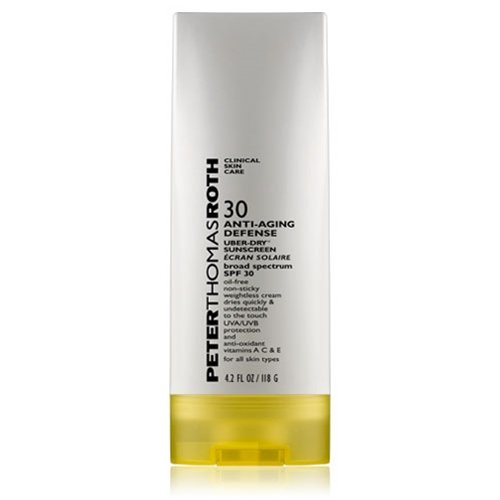 PETERTHOMASROTH
CLINICAL
SKIN
CARE
30
ANTI-AGING
DEFENSE
UBER-DRY™
SUNSCREEN
ÉCRAN SOLAIRE
broad spectrum
SPF 30
oil-free
non-sticky
weightless cream
dries quickly &
undetectable
to the touch
UVA/UVB
protection
and
anti-oxidant
vitamins A C & E
for all skin types
4.2 FL OZ / 118 G